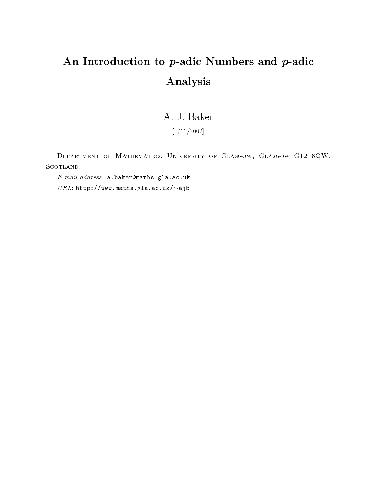 An Introduction to p-adic Numbers and p-adic
Analysis
A. J. Baker
Department of Mathematics, University of Glasgow, Glasgow G12 8QW,
Scotland
E-mail address: a.baker@maths.gla.ac.uk
URL: http://www.maths.gla.ac.uk/~ajb